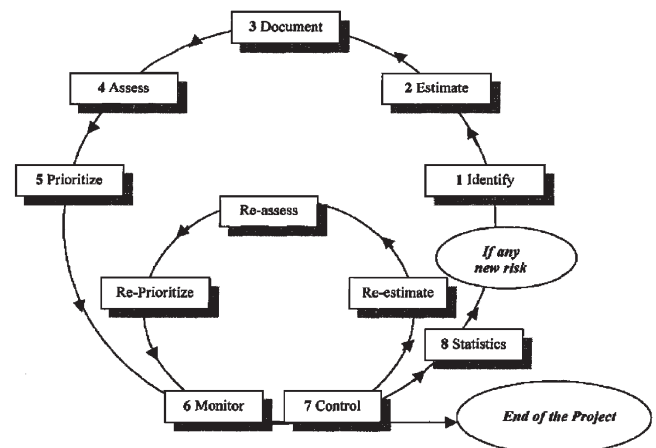 3 Document
4 Assess
2 Estimate
5 Prioritize
1 Identify
Re-assess
If any
new risk
Re-Prioritize
Re-estimate
8 Statistics
6 Monitor
7 Control
End of the Project